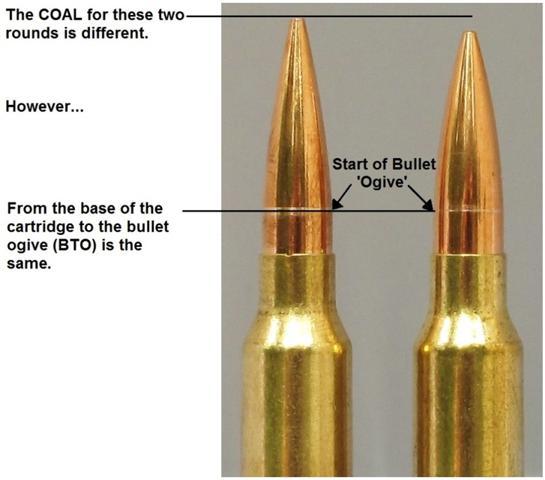 The COAL for these two
rounds is different.
However...
Start of Bullet
'Ogive'
From the base of the
cartridge to the bullet
ogive (BTO) is the
same.